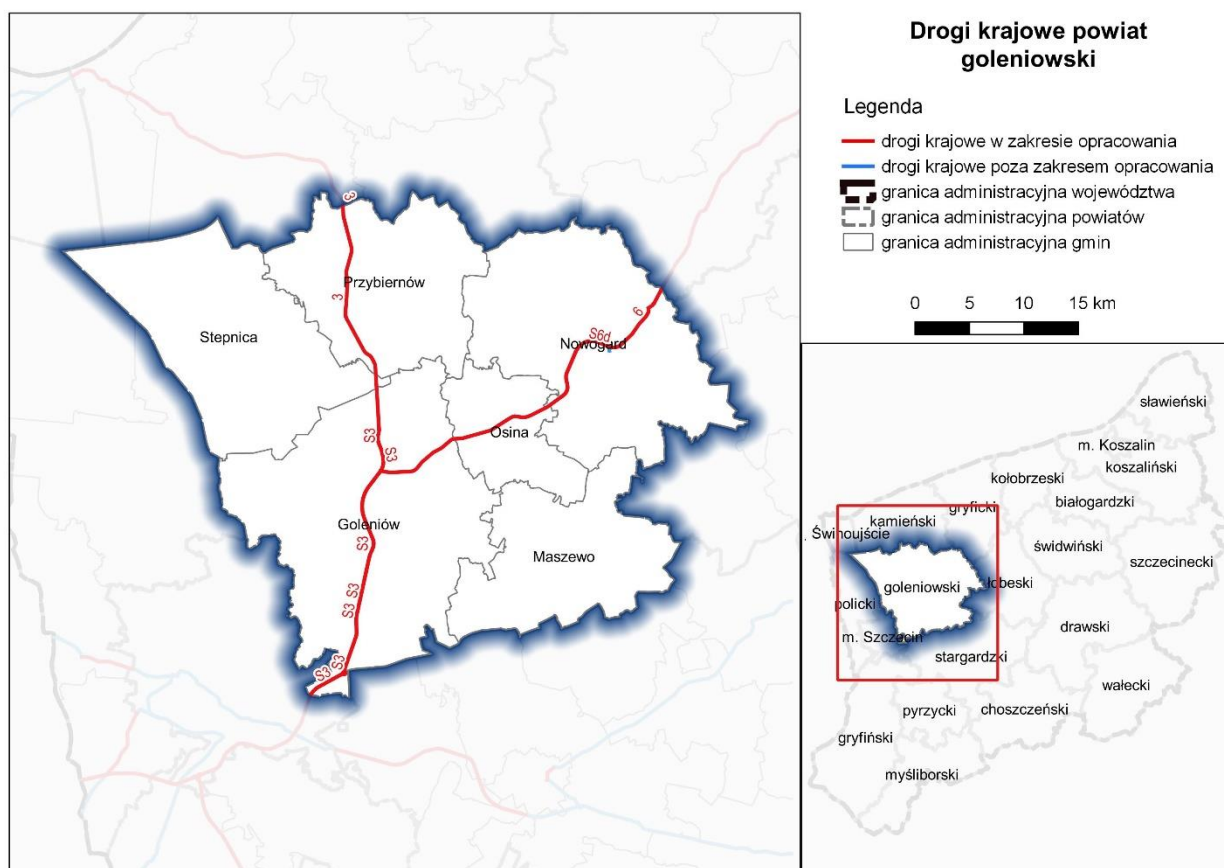 Drogi krajowe powiat
goleniowski
Legenda
drogi krajowe w zakresie opracowania
drogi krajowe poza zakresem opracowania
granica administracyjna województwa
granica administracyjna powiatów
granica administracyjna gmin
0 5 10 15 km
3
Przybiernów
3
Stepnica
6
S6d
Nowogard
S3
S3
Osina
Goleniów
S3
Maszewo
S3
S3
S3
S3
sławieński
m. Koszalin
koszaliński
kołobrzeski
białogardzki
gryficki
kamieński
. Świnoujście
świdwiński
szczecinecki
goleniowski
łobeski
policki
drawski
m. Szczecin
stargardzki
wałecki
pyrzycki
choszczeński
gryfiński
myśliborski